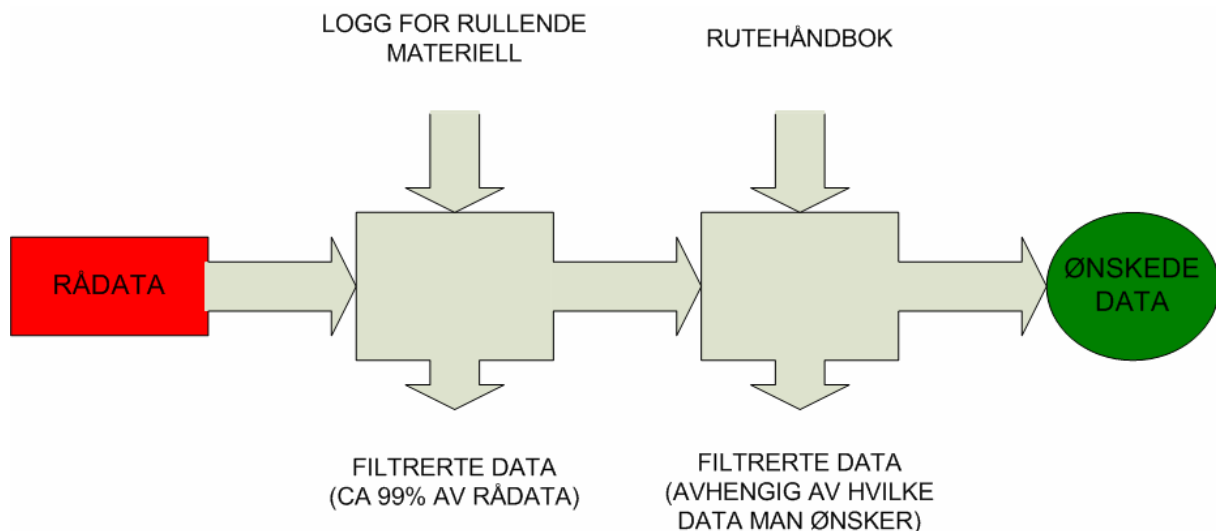 LOGG FOR RULLENDE
MATERIELL
RUTEHÅNDBOK
RÅDATA
ØNSKEDE
DATA
FILTRERTE DATA
(CA 99% AV RÅDATA)
FILTRERTE DATA
(AVHENGIG AV HVILKE
DATA MAN ØNSKER)